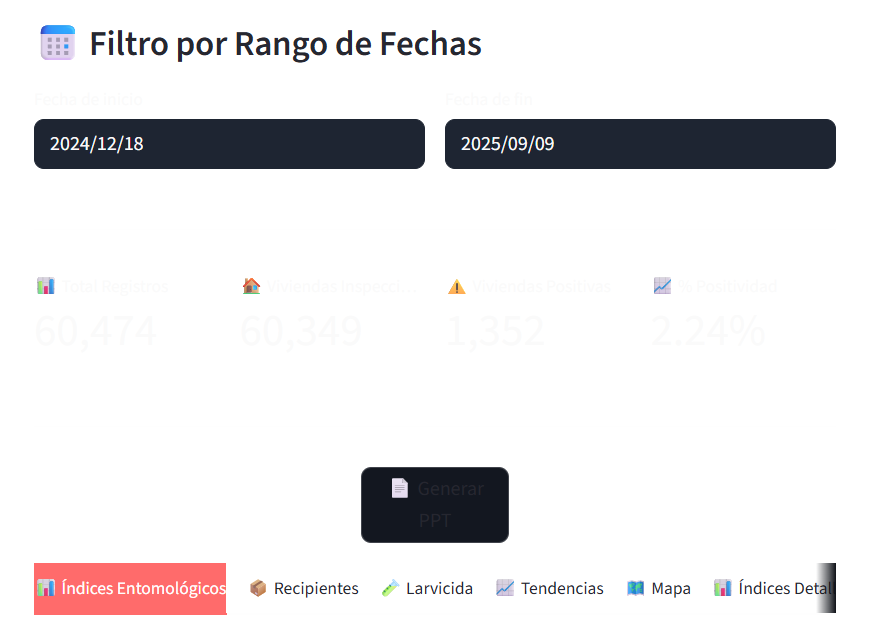 Filtro por Rango de Fechas
Fecha de inicio
Fecha de fin
2024/12/18
2025/09/09
Total Registros
Viviendas Inspecci...
Viviendas Positivas
% Positividad
60,474
60,349
1,352
2.24%
Generar
PPT
Índices Entomológicos
Recipientes
Larvicida
Tendencias
Mapa
Índices Detal